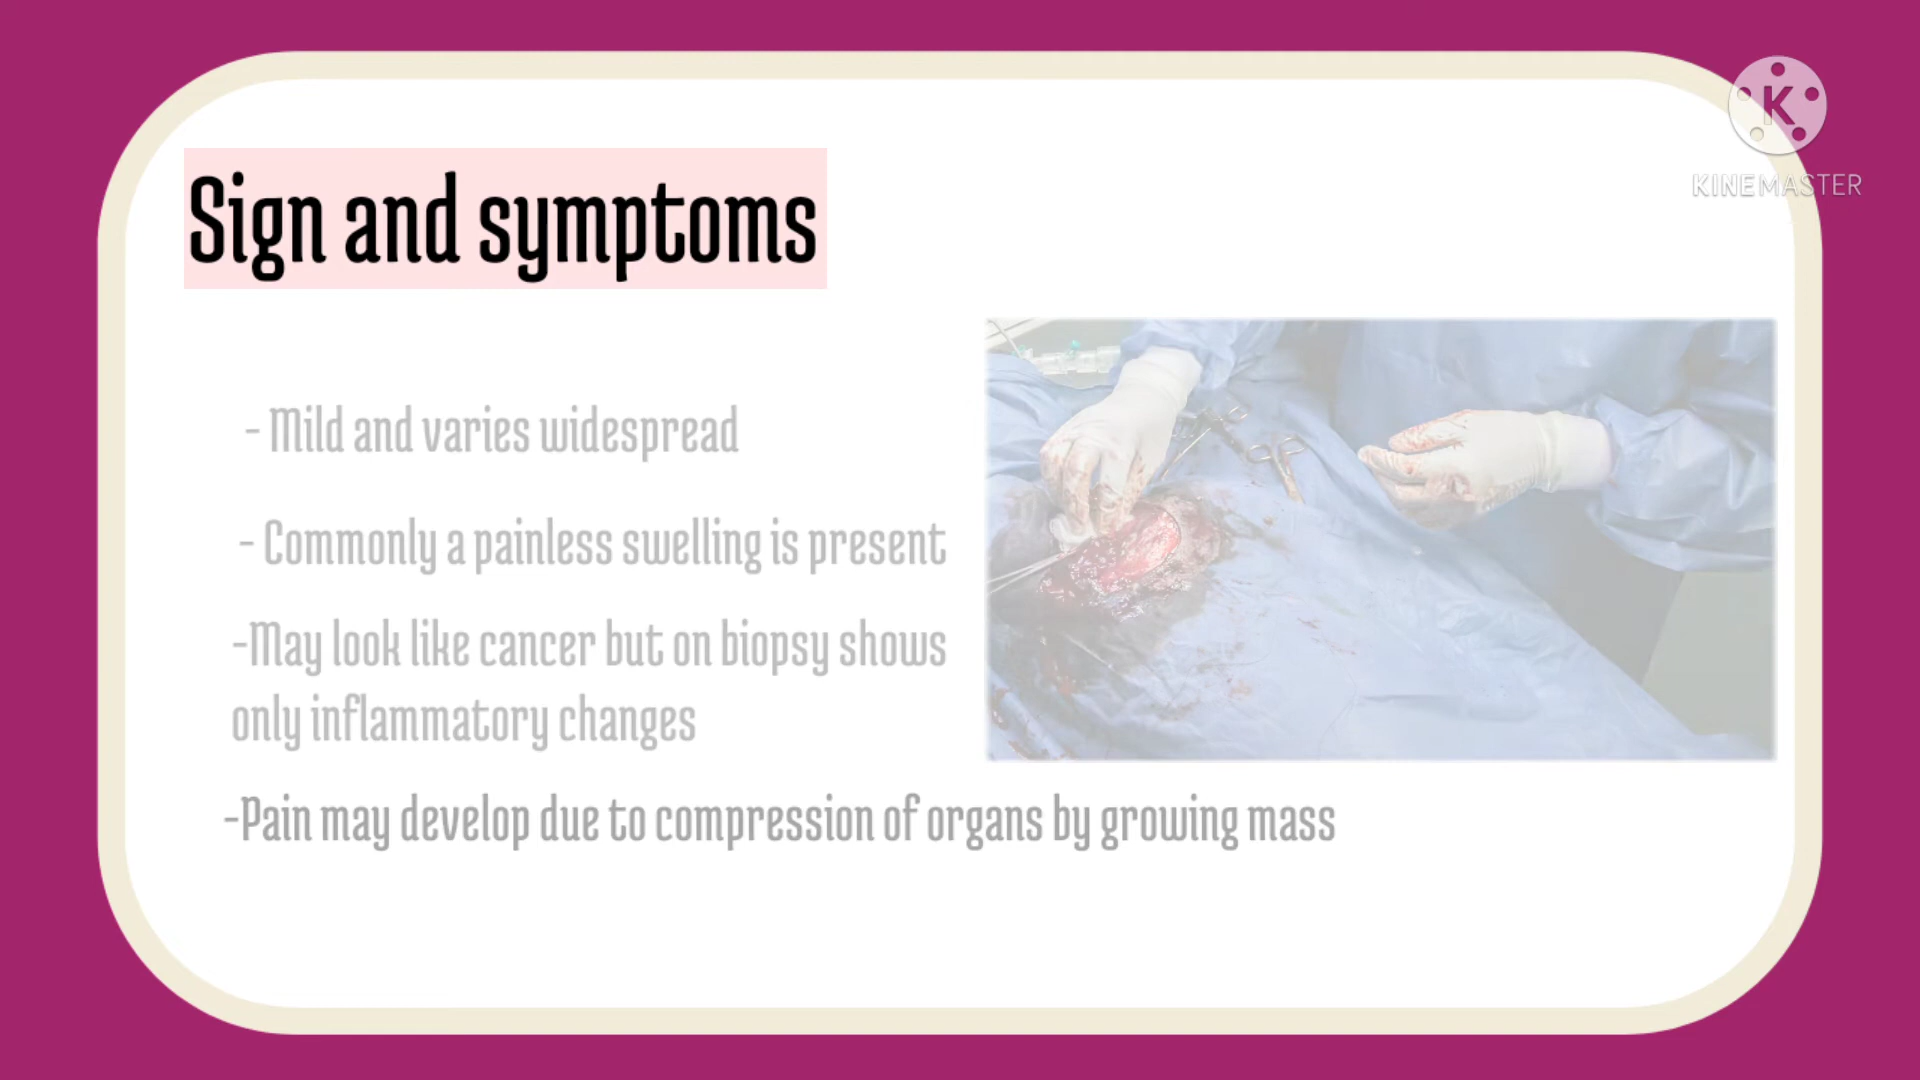 K
KINEMASTER
Sign and symptoms
- Mild and varies widespread
- Commonly a painless swelling is present
-May look like cancer but on biopsy shows
only inflammatory changes
-Pain may develop due to compression of organs by growing mass